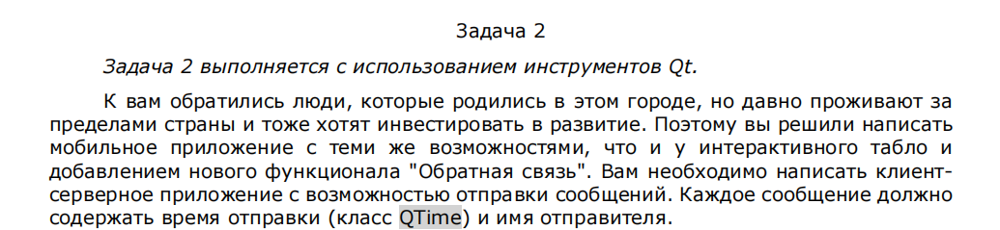 Задача 2
Задача 2 выполняется с использованием инструментов Qt.
К вам обратились люди, которые родились в этом городе, но давно проживают за
пределами страны и тоже хотят инвестировать в развитие. Поэтому вы решили написать
мобильное приложение с теми же возможностями, что и у интерактивного табло и
добавлением нового функционала "Обратная связь". Вам необходимо написать клиент-
серверное приложение с возможностью отправки сообщений. Каждое сообщение должно
содержать время отправки (класс QTime) и имя отправителя.